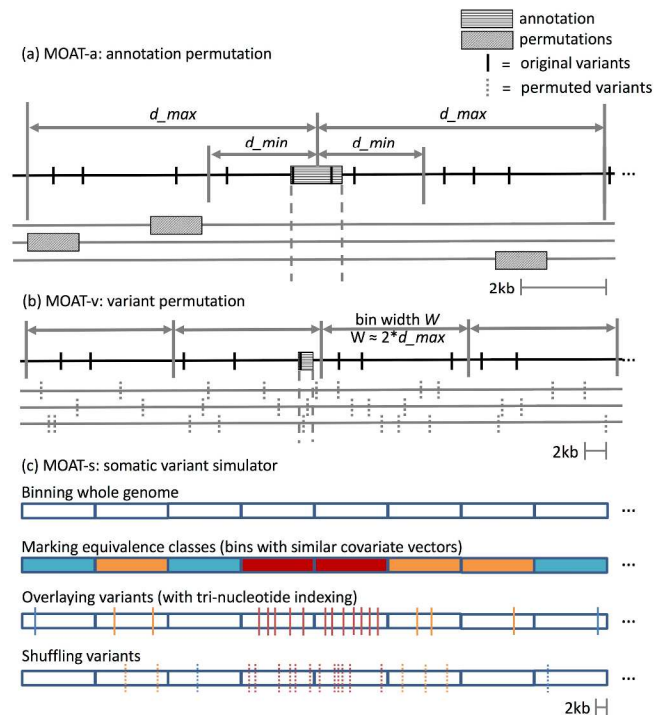 annotation
permutations
= original variants
= permuted variants
(a) MOAT-a: annotation permutation
d_max
d_max
d_min
d_min
...
2kb
(b) MOAT-v: variant permutation
bin width W
W ≈ 2*d_max
...
2kb
(c) MOAT-s: somatic variant simulator
Binning whole genome
...
Marking equivalence classes (bins with similar covariate vectors)
...
Overlaying variants (with tri-nucleotide indexing)
...
Shuffling variants
...
2kb